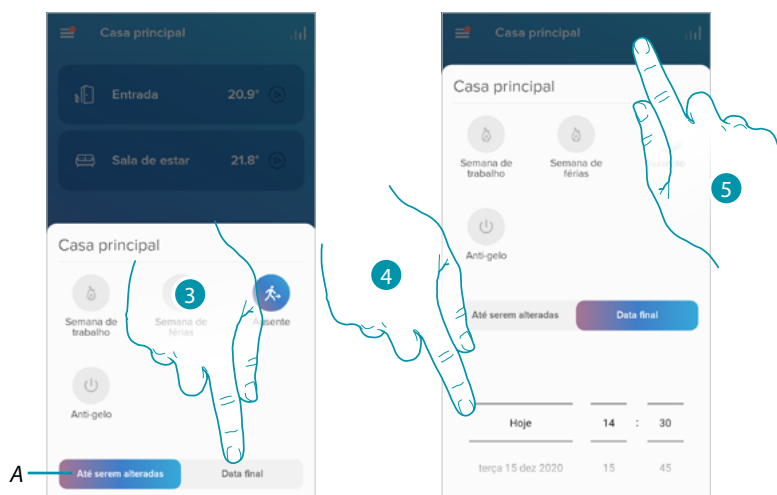 Casa principal
Entrada 20.9°
Sala de estar 21.8°
Casa principal
Semana de trabalho
Semana de férias
Ausente
Anti-gelo
A
Até serem alteradas
Data final
3
Casa principal
Casa principal
Semana de trabalho
Semana de férias
Anti-gelo
Até serem alteradas
Data final
Hoje 14 : 30
terça 15 dez 2020 15 45
4
5